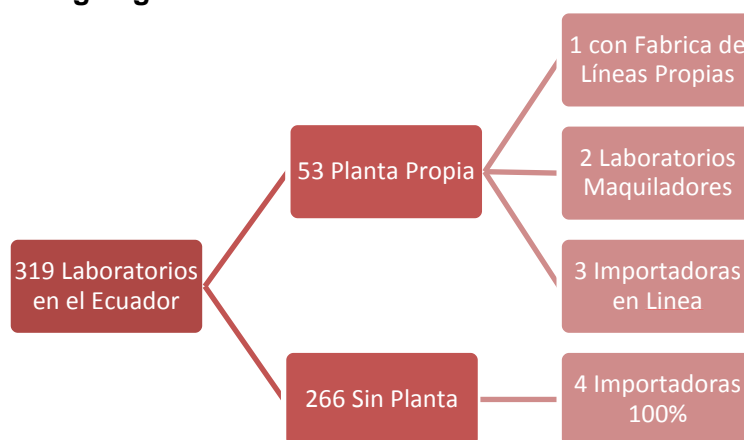 1 con Fabrica de
Líneas Propias
53 Planta Propia
2 Laboratorios
Maquiladores
319 Laboratorios
en el Ecuador
3 Importadoras
en Linea
266 Sin Planta
4 Importadoras
100%